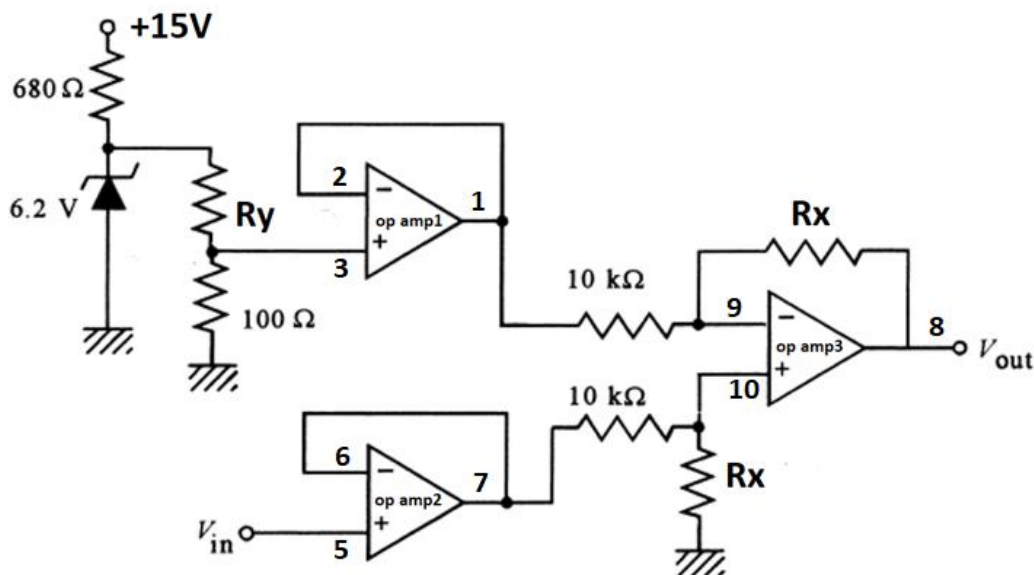 +15V
680 Ω
6.2 V
Ry
100 Ω
2
op amp1
1
3
−
+
10 kΩ
Rx
9
op amp3
8
10
−
+
V_out
10 kΩ
Rx
6
op amp2
7
5
−
+
V_in